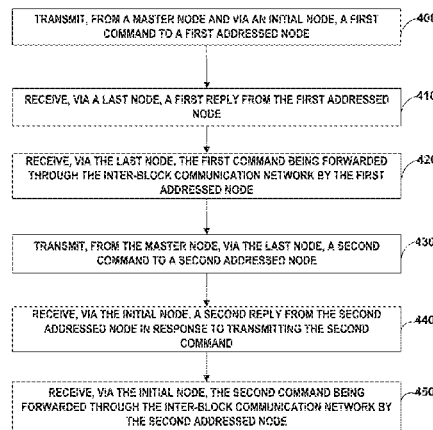 TRANSMIT, FROM A MASTER NODE AND VIA AN INITIAL NODE, A FIRST
COMMAND TO A FIRST ADDRESSED NODE
400
RECEIVE, VIA A LAST NODE, A FIRST REPLY FROM THE FIRST ADDRESSED
NODE
410
RECEIVE, VIA THE LAST NODE, THE FIRST COMMAND BEING FORWARDED
THROUGH THE INTER-BLOCK COMMUNICATION NETWORK BY THE FIRST
ADDRESSED NODE
420
TRANSMIT, FROM THE MASTER NODE, VIA THE LAST NODE, A SECOND
COMMAND TO A SECOND ADDRESSED NODE
430
RECEIVE, VIA THE INITIAL NODE, A SECOND REPLY FROM THE SECOND
ADDRESSED NODE IN RESPONSE TO TRANSMITTING THE SECOND
COMMAND
440
RECEIVE, VIA THE INITIAL NODE, THE SECOND COMMAND BEING
FORWARDED THROUGH THE INTER-BLOCK COMMUNICATION NETWORK BY
THE SECOND ADDRESSED NODE
450